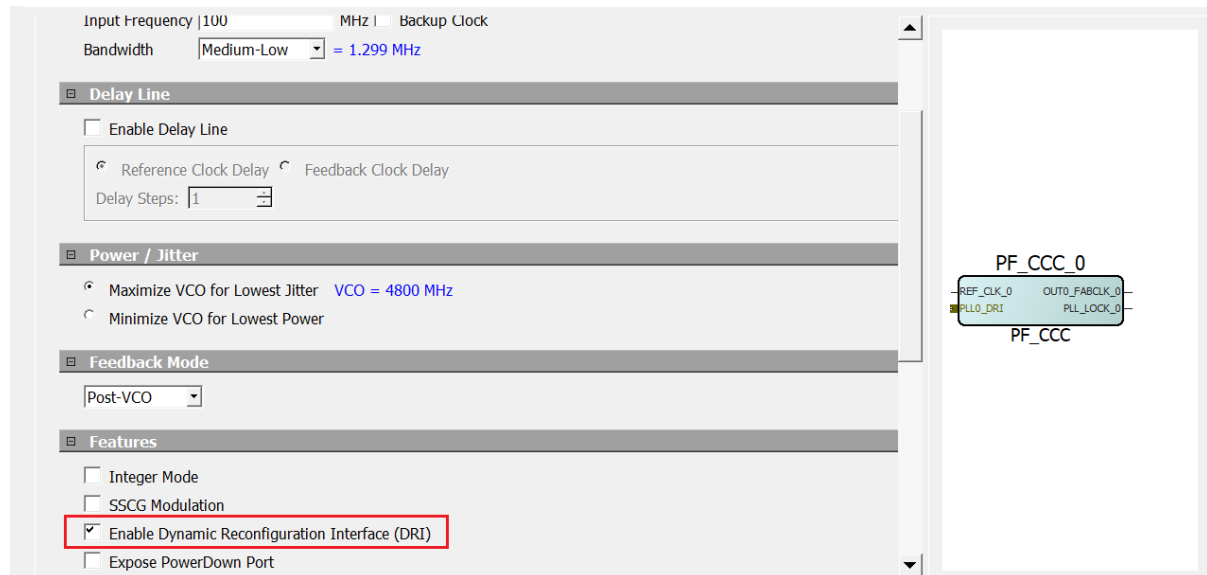 Input Frequency 100 MHz Backup Clock
Bandwidth Medium-Low = 1.299 MHz
Delay Line
Enable Delay Line
Reference Clock Delay Feedback Clock Delay
Delay Steps: 1
Power / Jitter
Maximize VCO for Lowest Jitter VCO = 4800 MHz
Minimize VCO for Lowest Power
Feedback Mode
Post-VCO
Features
Integer Mode
SSCG Modulation
Enable Dynamic Reconfiguration Interface (DRI)
Expose PowerDown Port
PF_CCC_0
REF_CLK_0 OUT0_FABCLK_0
PLL0_DRI PLL_LOCK_0
PF_CCC